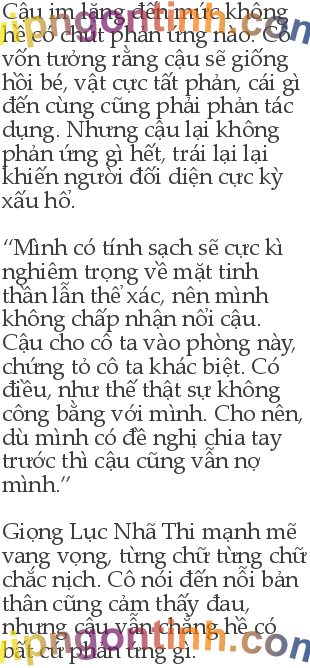 Cậu im lặng đến mức không
hề có chút phản ứng nào. Cô
vốn tưởng rằng cậu sẽ giống
hồi bé, vật cực tất phản, cái gì
đến cùng cũng phải phản tác
dụng. Nhưng cậu lại không
phản ứng gì hết, trái lại lại
khiến người đối diện cực kỳ
xấu hổ.

“Mình có tính sạch sẽ cực kì
nghiêm trọng về mặt tinh
thần lẫn thể xác, nên mình
không chấp nhận nổi cậu.
Cậu cho cô ta vào phòng này,
chứng tỏ cô ta khác biệt. Có
điều, như thế thật sự không
công bằng với mình. Cho nên,
dù mình có đề nghị chia tay
trước thì cậu cũng vẫn nợ
mình.”

Giọng Lục Nhã Thi mạnh mẽ
vang vọng, từng chữ từng chữ
chắc nịch. Cô nói đến nỗi bản
thân cũng cảm thấy đau,
nhưng cậu vẫn chẳng hề có
bất cứ phản ứng gì.
vipngontinh.com
vipngontinh.com